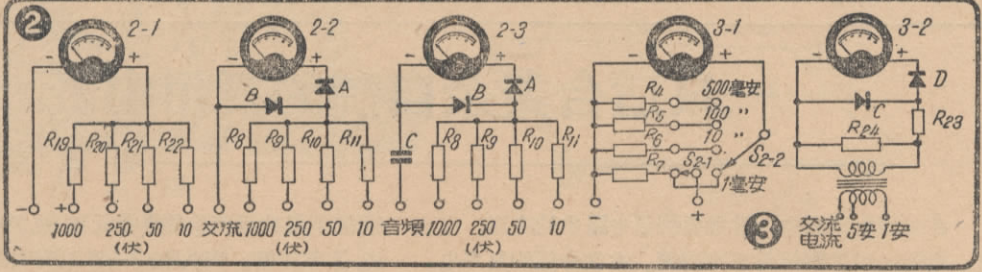 2
2-1
2-2
2-3
3-1
3-2
- +
- +
- +
- +
- +
A
B
A
B
D
C
C
R19 R20 R21 R22
R8 R9 R10 R11
R8 R9 R10 R11
R4 500毫安
R5 100 "
R6 10 "
R7 S2-1 S2-2
1毫安
R23
R24
- +
- +
1000 250 50 10
(伏)
交流 1000 250 50 10
(伏)
音頻 1000 250 50 10
(伏)
3
交流
电流 5安 1安